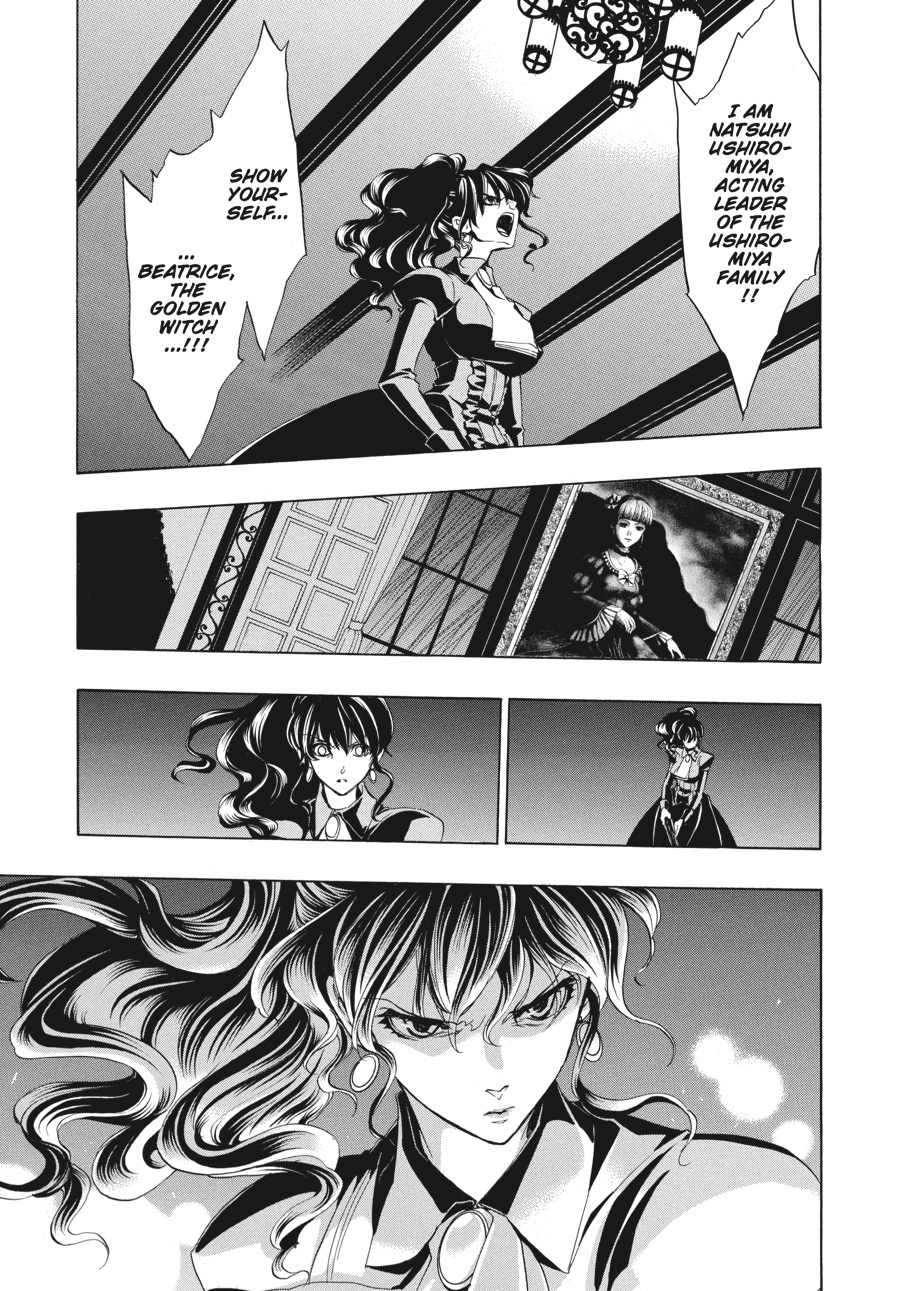 I AM
NATSUHI
USHIRO-
MIYA,
ACTING
LEADER
OF THE
USHIRO-
MIYA
FAMILY
!!
SHOW
YOUR-
SELF...
...
BEATRICE,
THE
GOLDEN
WITCH
...!!!